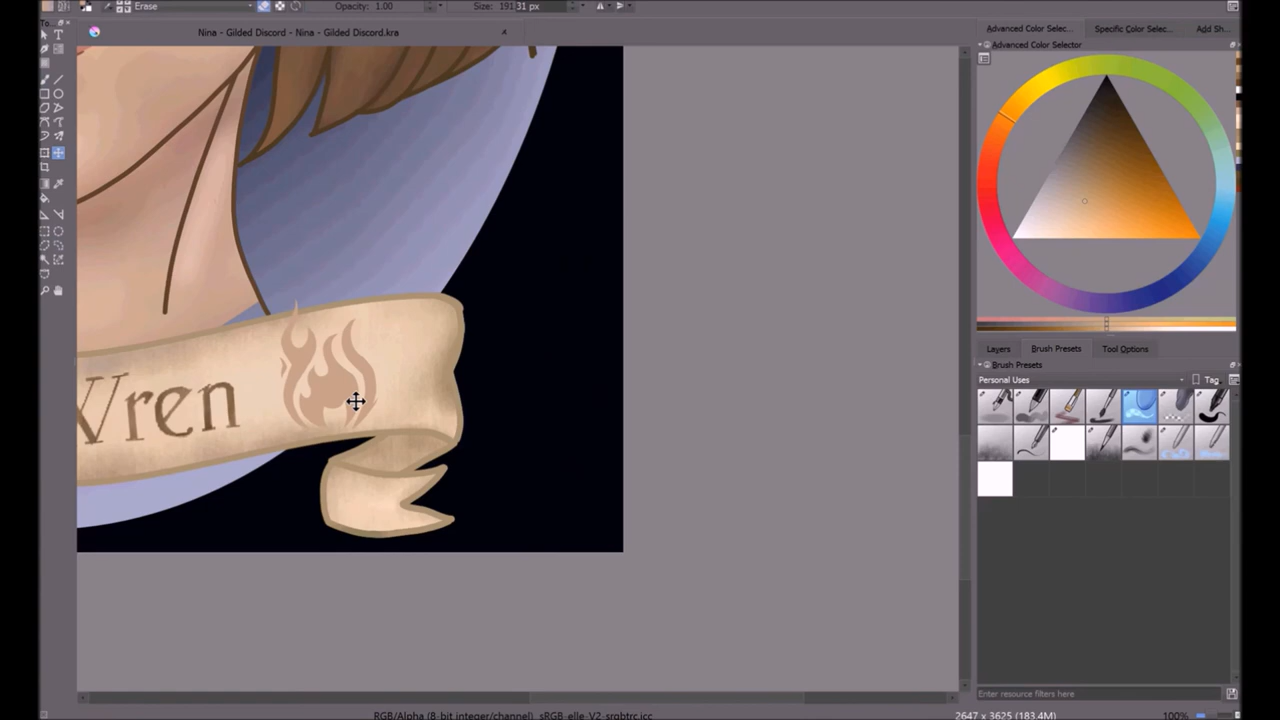 Erase
Opacity: 1.00
Size: 191.31 px
To...
Nina - Gilded Discord - Nina - Gilded Discord.kra
Advanced Color Selec...
Specific Color Selec...
Add Sh...
Advanced Color Selector
Layers
Brush Presets
Tool Options
Brush Presets
Personal Uses
Tag
Wren
Enter resource filters here
RGB/Alpha (8-bit integer/channel) sRGB-elle-V2-srgbtrc.icc
2647 x 3625 (183.4M)
100%